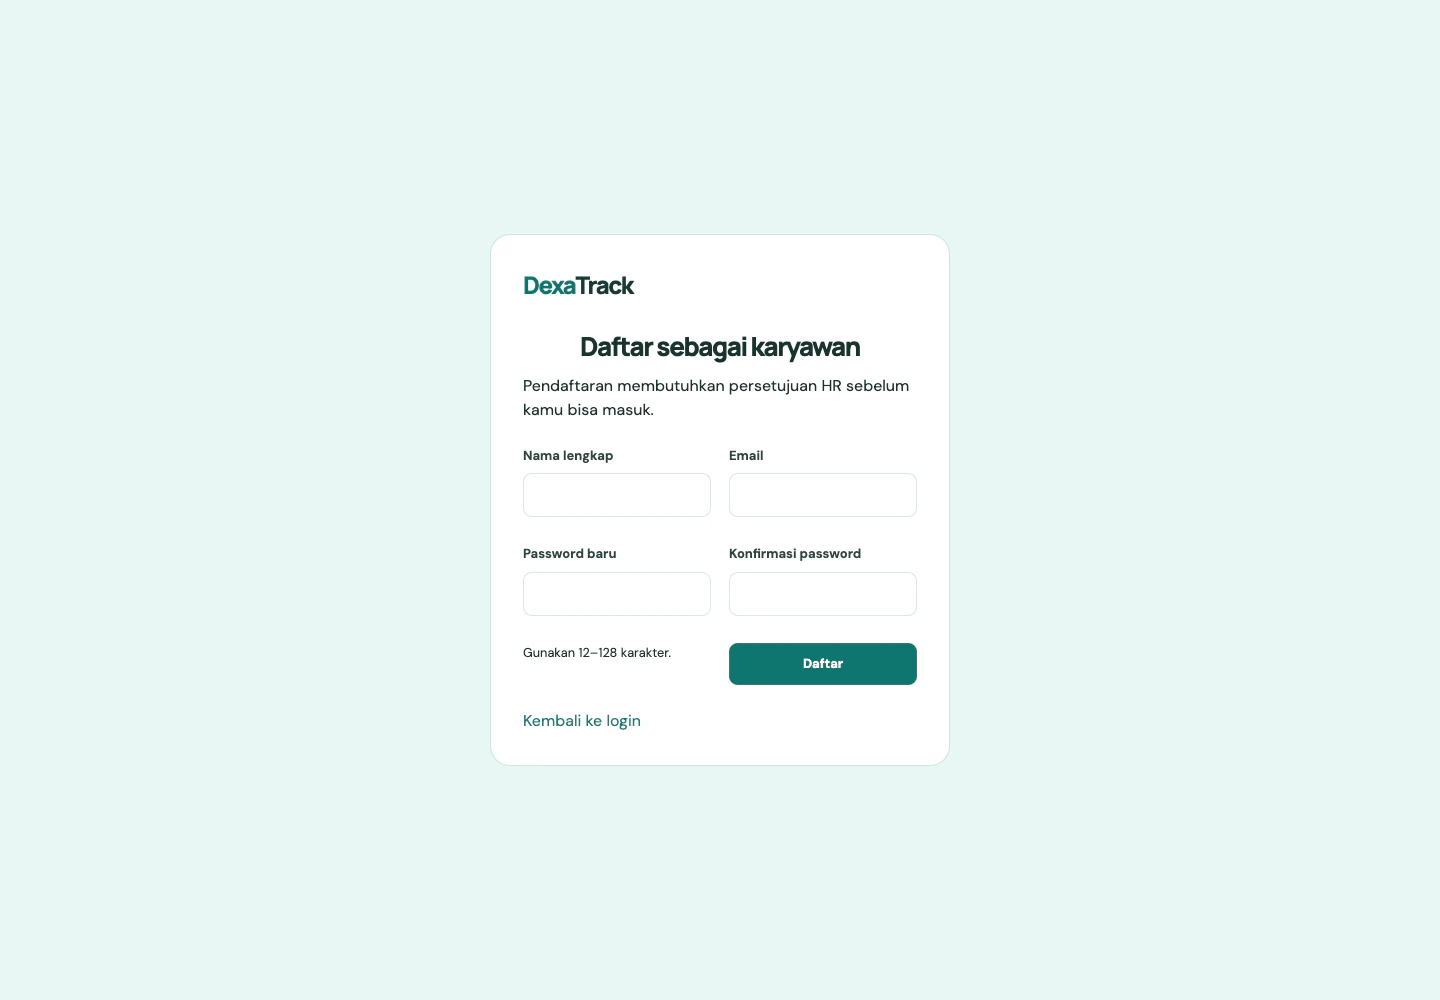 DexaTrack
Daftar sebagai karyawan
Pendaftaran membutuhkan persetujuan HR sebelum
kamu bisa masuk.
Nama lengkap
Email
Password baru
Konfirmasi password
Gunakan 12–128 karakter.
Daftar
Kembali ke login